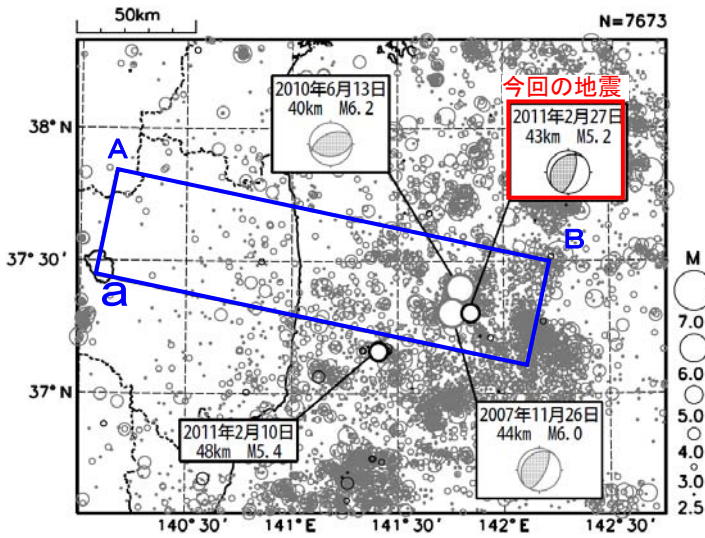 50km
N=7673
2010年6月13日
40km M6.2
今回の地震
2011年2月27日
43km M5.2
38°N
A
B
37°30′
a
37°N
2011年2月10日
48km M5.4
2007年11月26日
44km M6.0
M
7.0
6.0
5.0
4.0
3.0
2.5
140°30′
141°E
141°30′
142°E
142°30′